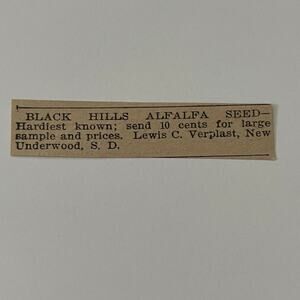 BLACK HILLS ALFALFA SEED—
Hardiest known; send 10 cents for large
sample and prices. Lewis C. Verplast, New
Underwood, S. D.